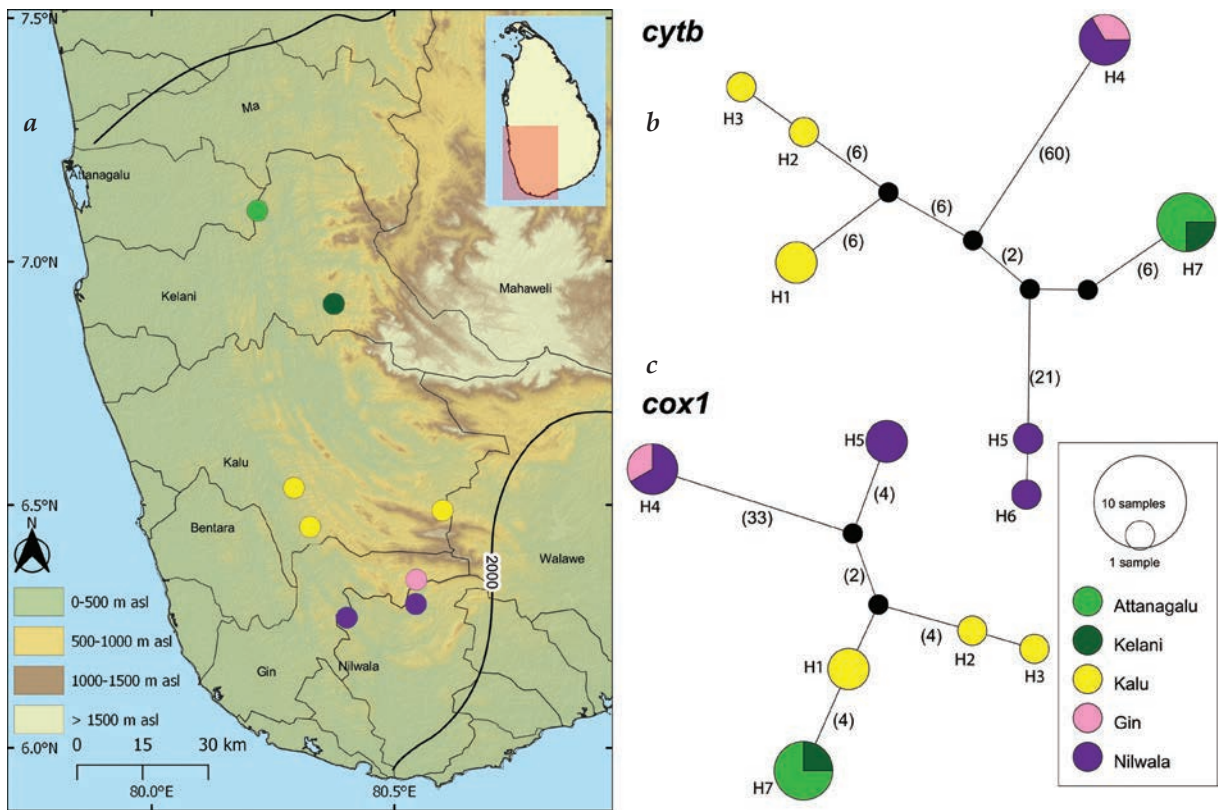 7.5°N
7.0°N
6.5°N
6.0°N
80.0°E
80.5°E
a
Ma
Attanagalu
Kelani
Mahaweli
Kalu
Bentara
Walawe
2000
Gin
Nilwala
N
0-500 m asl
500-1000 m asl
1000-1500 m asl
> 1500 m asl
0 15 30 km
cytb
b
H3
H2
(6)
(6)
(6)
H1
(60)
H4
(2)
(6)
H7
(21)
H5
H6
c
cox1
H4
(33)
H5
(4)
(2)
(4)
H2
H3
H1
(4)
H7
10 samples
1 sample
Attanagalu
Kelani
Kalu
Gin
Nilwala